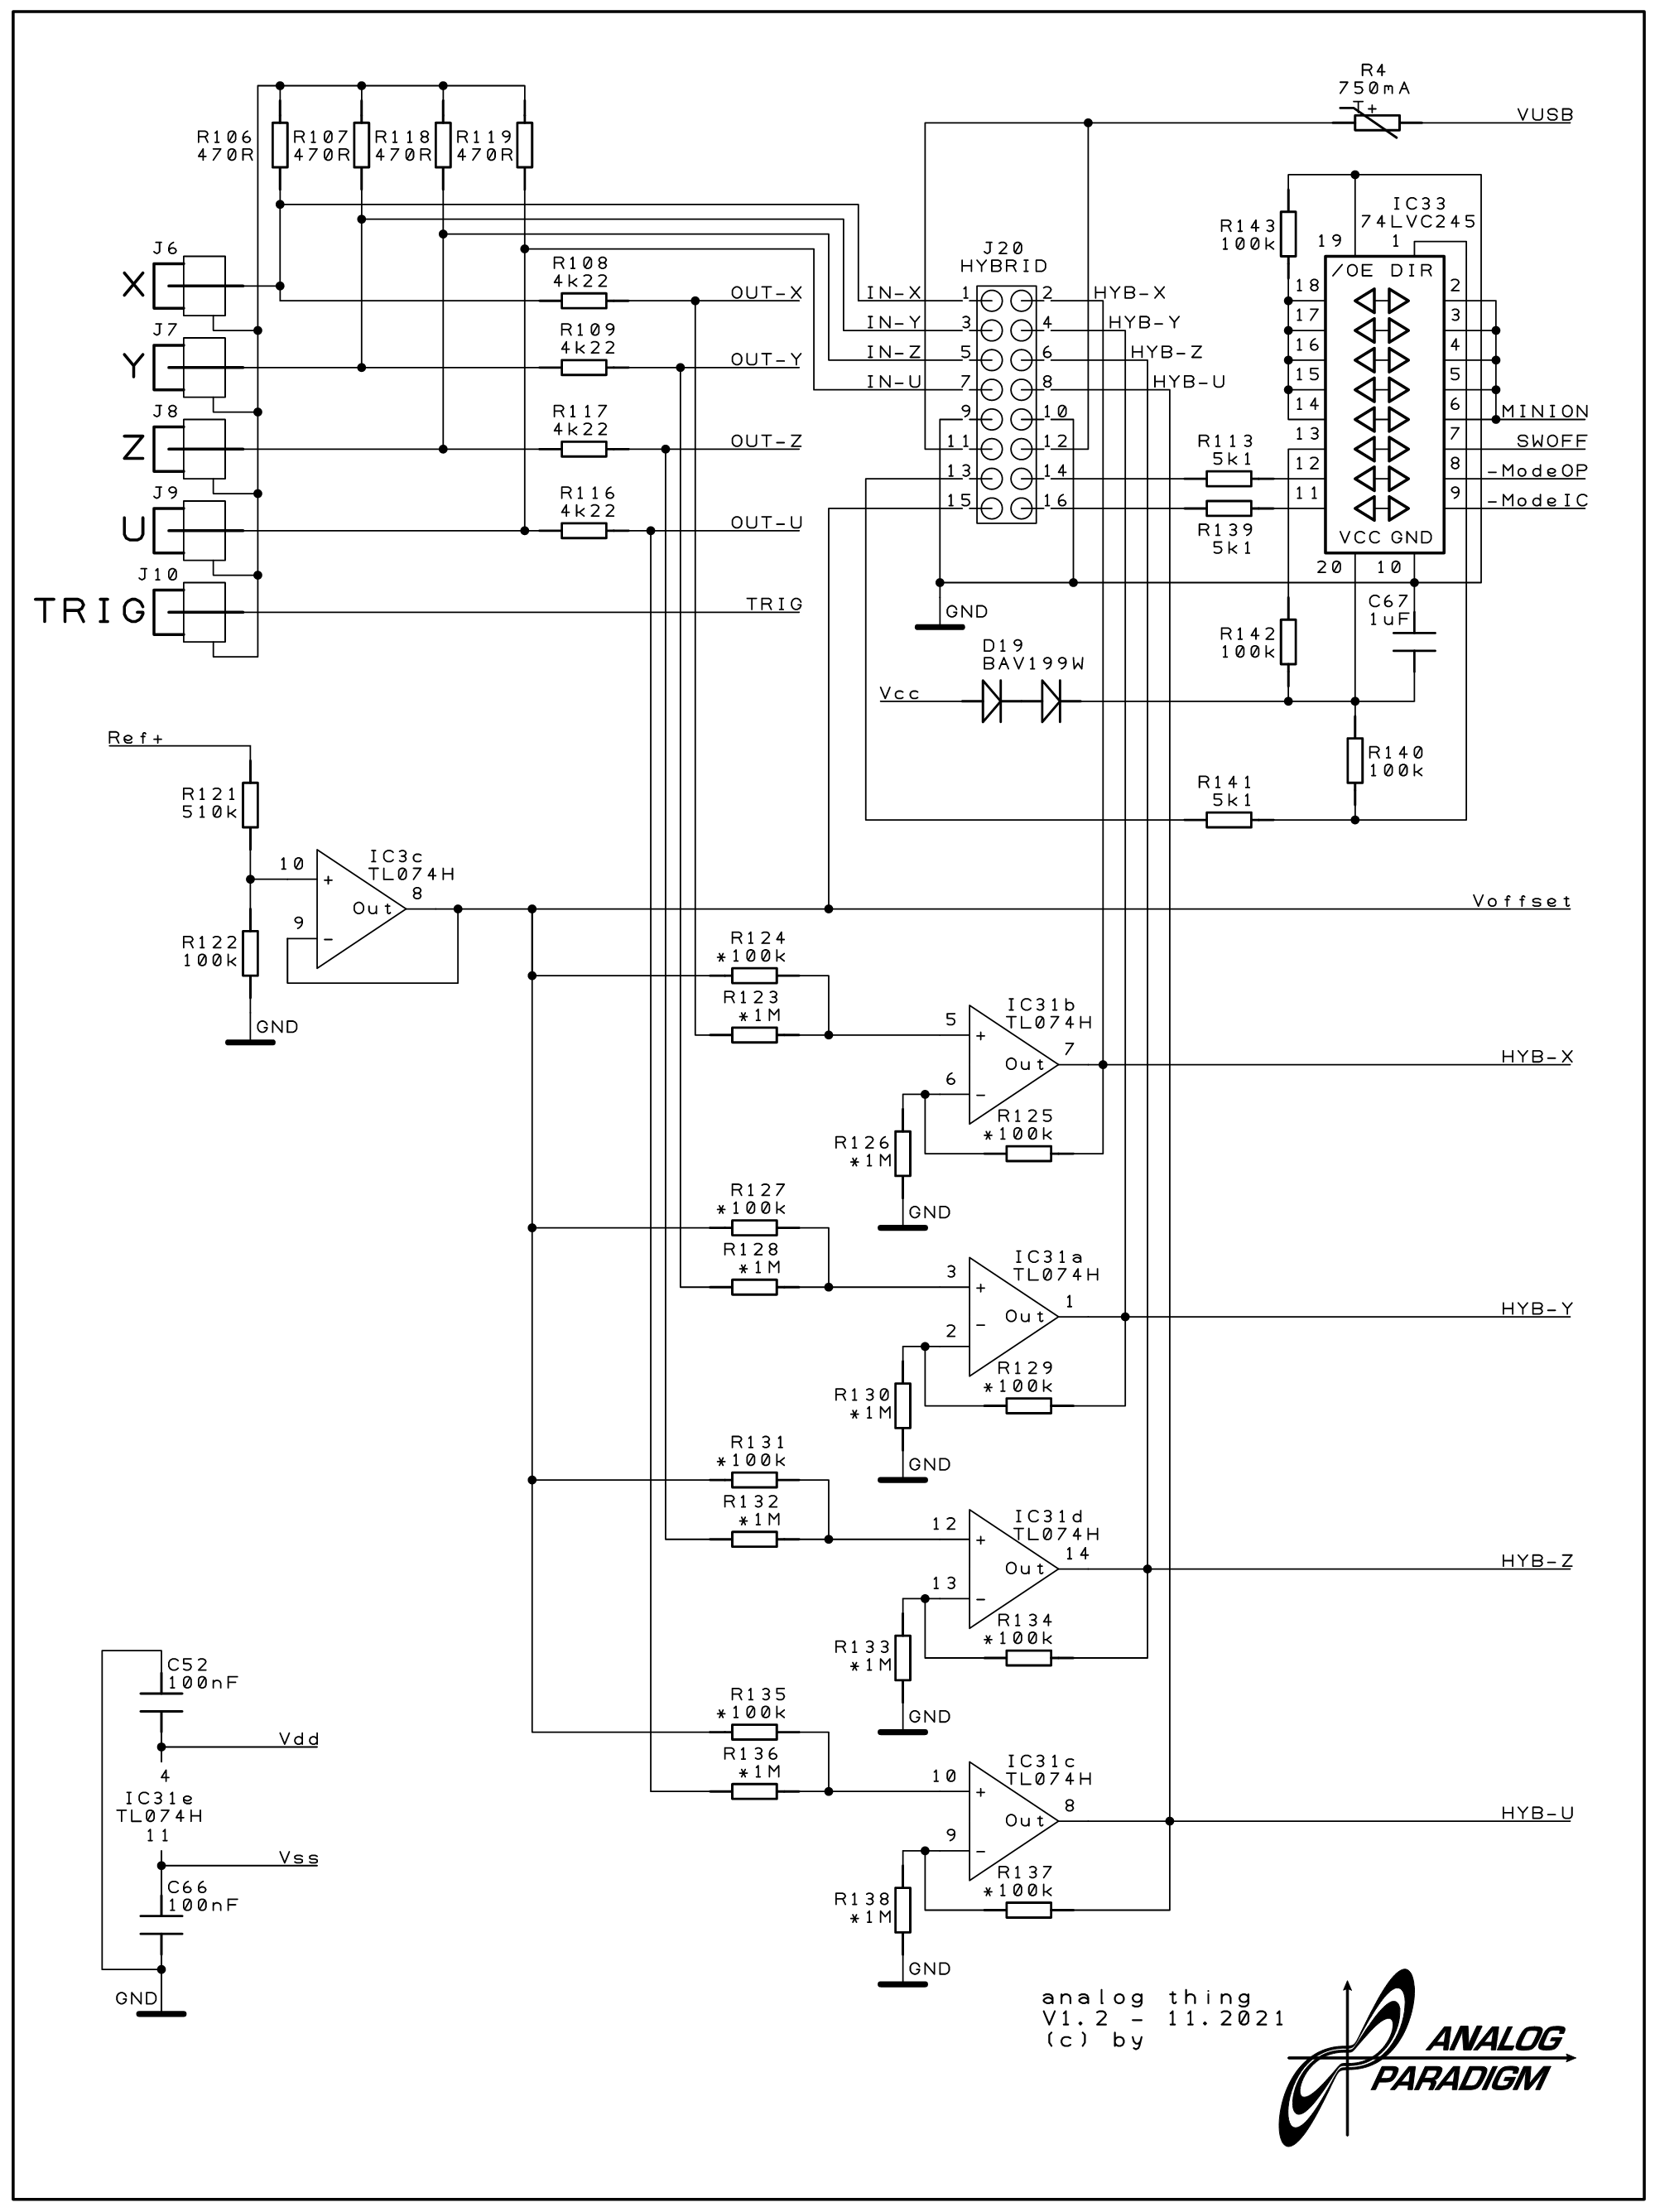 R4
750mA
T+
VUSB
R106
470R
R107
470R
R118
470R
R119
470R
IC33
74LVC245
R143
100k
19
1
/OE DIR
J20
HYBRID
J6
X
R108
4k22
OUT-X
IN-X
1
2
HYB-X
18
2
J7
Y
R109
4k22
OUT-Y
IN-Y
3
4
HYB-Y
17
3
IN-Z
5
6
HYB-Z
16
4
IN-U
7
8
HYB-U
15
5
J8
Z
R117
4k22
OUT-Z
9
10
14
6
MINION
11
12
13
7
SWOFF
R113
5k1
13
14
12
8
-ModeOP
J9
U
R116
4k22
OUT-U
15
16
11
9
-ModeIC
R139
5k1
VCC GND
20
10
J10
TRIG
TRIG
GND
C67
1uF
R142
100k
D19
BAV199W
Vcc
R140
100k
R141
5k1
Ref+
R121
510k
10
+
IC3c
TL074H
8
Out
9
-
R122
100k
GND
Voffset
R124
*100k
R123
*1M
IC31b
TL074H
5
+
7
Out
6
-
HYB-X
R125
*100k
R126
*1M
GND
R127
*100k
R128
*1M
IC31a
TL074H
3
+
1
Out
2
-
HYB-Y
R129
*100k
R130
*1M
GND
R131
*100k
R132
*1M
IC31d
TL074H
12
+
14
Out
13
-
HYB-Z
R134
*100k
R133
*1M
GND
R135
*100k
R136
*1M
IC31c
TL074H
10
+
8
Out
9
-
HYB-U
R137
*100k
R138
*1M
GND
C52
100nF
Vdd
4
IC31e
TL074H
11
Vss
C66
100nF
GND
analog thing
V1.2 - 11.2021
(c) by
ANALOG
PARADIGM